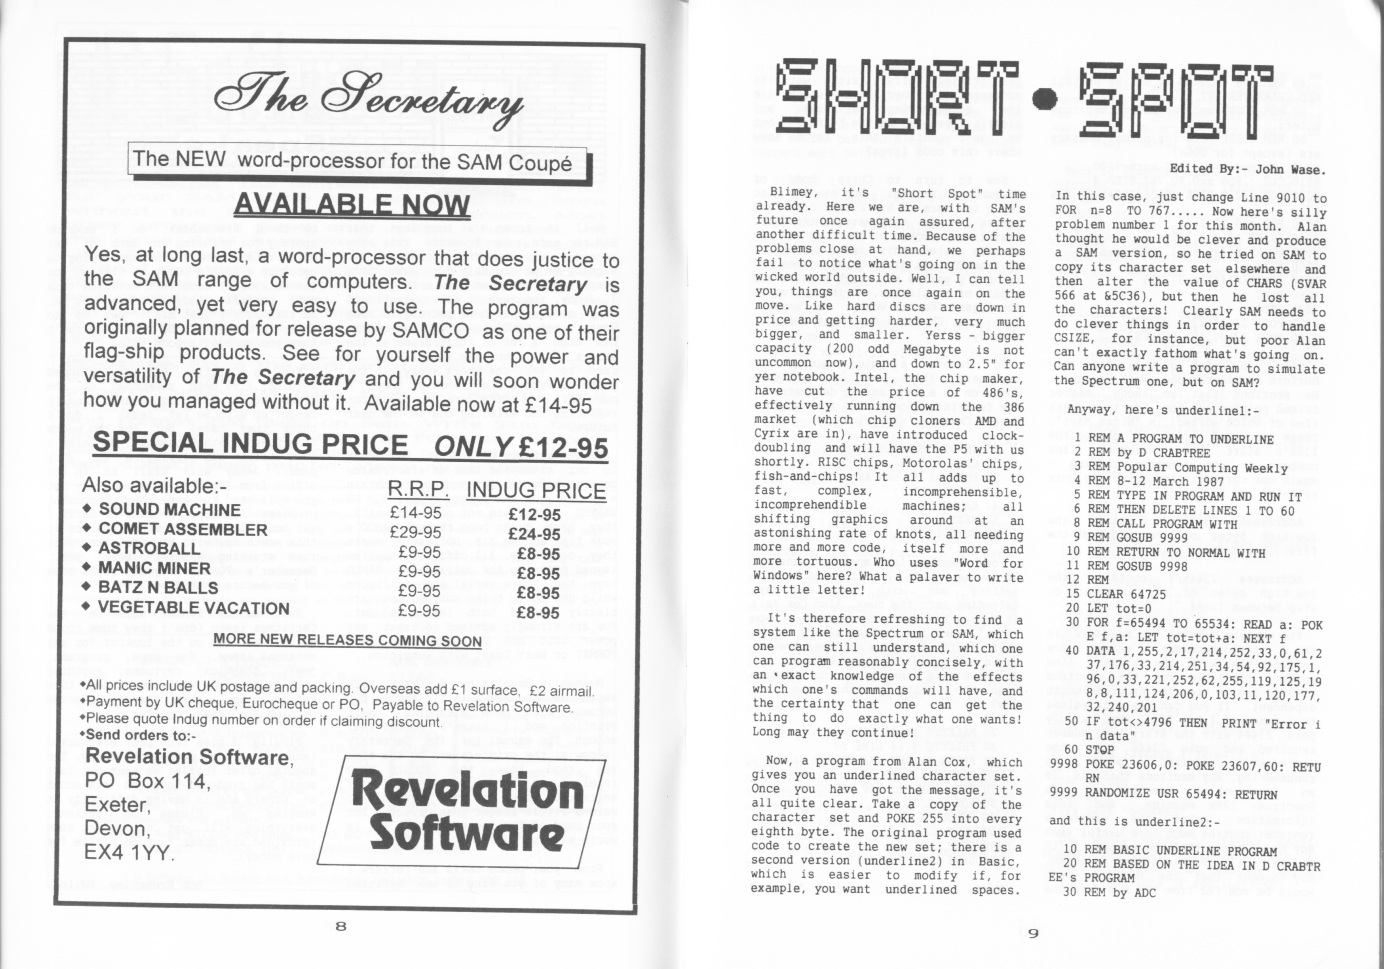 The Secretary
The NEW word-processor for the SAM Coupé
AVAILABLE NOW
Yes, at long last, a word-processor that does justice to
the SAM range of computers. The Secretary is
advanced, yet very easy to use. The program was
originally planned for release by SAMCO as one of their
flag-ship products. See for yourself the power and
versatility of The Secretary and you will soon wonder
how you managed without it. Available now at £14-95
SPECIAL INDUG PRICE ONLY £12-95
Also available:- R.R.P. INDUG PRICE
◆ SOUND MACHINE £14-95 £12-95
◆ COMET ASSEMBLER £29-95 £24-95
◆ ASTROBALL £9-95 £8-95
◆ MANIC MINER £9-95 £8-95
◆ BATZ N BALLS £9-95 £8-95
◆ VEGETABLE VACATION £9-95 £8-95
MORE NEW RELEASES COMING SOON
◆All prices include UK postage and packing. Overseas add £1 surface, £2 airmail.
◆Payment by UK cheque, Eurocheque or PO, Payable to Revelation Software.
◆Please quote Indug number on order if claiming discount.
◆Send orders to:-
Revelation Software,
PO Box 114,
Exeter,
Devon,
EX4 1YY.
Revelation
Software
8
SHORT • SPOT
Edited By:- John Wase.
Blimey, it's "Short Spot" time
already. Here we are, with SAM's
future once again assured, after
another difficult time. Because of the
problems close at hand, we perhaps
fail to notice what's going on in the
wicked world outside. Well, I can tell
you, things are once again on the
move. Like hard discs are down in
price and getting harder, very much
bigger, and smaller. Yerss - bigger
capacity (200 odd Megabyte is not
uncommon now), and down to 2.5" for
yer notebook. Intel, the chip maker,
have cut the price of 486's,
effectively running down the 386
market (which chip cloners AMD and
Cyrix are in), have introduced clock-
doubling and will have the P5 with us
shortly. RISC chips, Motorolas' chips,
fish-and-chips! It all adds up to
fast, complex, incomprehensible,
incomprehendible machines; all
shifting graphics around at an
astonishing rate of knots, all needing
more and more code, itself more and
more tortuous. Who uses "Word for
Windows" here? What a palaver to write
a little letter!
It's therefore refreshing to find a
system like the Spectrum or SAM, which
one can still understand, which one
can program reasonably concisely, with
an exact knowledge of the effects
which one's commands will have, and
the certainty that one can get the
thing to do exactly what one wants!
Long may they continue!
Now, a program from Alan Cox, which
gives you an underlined character set.
Once you have got the message, it's
all quite clear. Take a copy of the
character set and POKE 255 into every
eighth byte. The original program used
code to create the new set; there is a
second version (underline2) in Basic,
which is easier to modify if, for
example, you want underlined spaces.
In this case, just change Line 9010 to
FOR n=8 TO 767..... Now here's silly
problem number 1 for this month. Alan
thought he would be clever and produce
a SAM version, so he tried on SAM to
copy its character set elsewhere and
then alter the value of CHARS (SVAR
566 at &5C36), but then he lost all
the characters! Clearly SAM needs to
do clever things in order to handle
CSIZE, for instance, but poor Alan
can't exactly fathom what's going on.
Can anyone write a program to simulate
the Spectrum one, but on SAM?
Anyway, here's underline1:-
1 REM A PROGRAM TO UNDERLINE
2 REM by D CRABTREE
3 REM Popular Computing Weekly
4 REM 8-12 March 1987
5 REM TYPE IN PROGRAM AND RUN IT
6 REM THEN DELETE LINES 1 TO 60
8 REM CALL PROGRAM WITH
9 REM GOSUB 9999
10 REM RETURN TO NORMAL WITH
11 REM GOSUB 9998
12 REM
15 CLEAR 64725
20 LET tot=0
30 FOR f=65494 TO 65534: READ a: POK
E f,a: LET tot=tot+a: NEXT f
40 DATA 1,255,2,17,214,252,33,0,61,2
37,176,33,214,251,34,54,92,175,1,
96,0,33,221,252,62,255,119,125,19
8,8,111,124,206,0,103,11,120,177,
32,240,201
50 IF tot<>4796 THEN PRINT "Error i
n data"
60 STOP
9998 POKE 23606,0: POKE 23607,60: RETU
RN
9999 RANDOMIZE USR 65494: RETURN
and this is underline2:-
10 REM BASIC UNDERLINE PROGRAM
20 REM BASED ON THE IDEA IN D CRABTR
EE's PROGRAM
30 REM by ADC
9